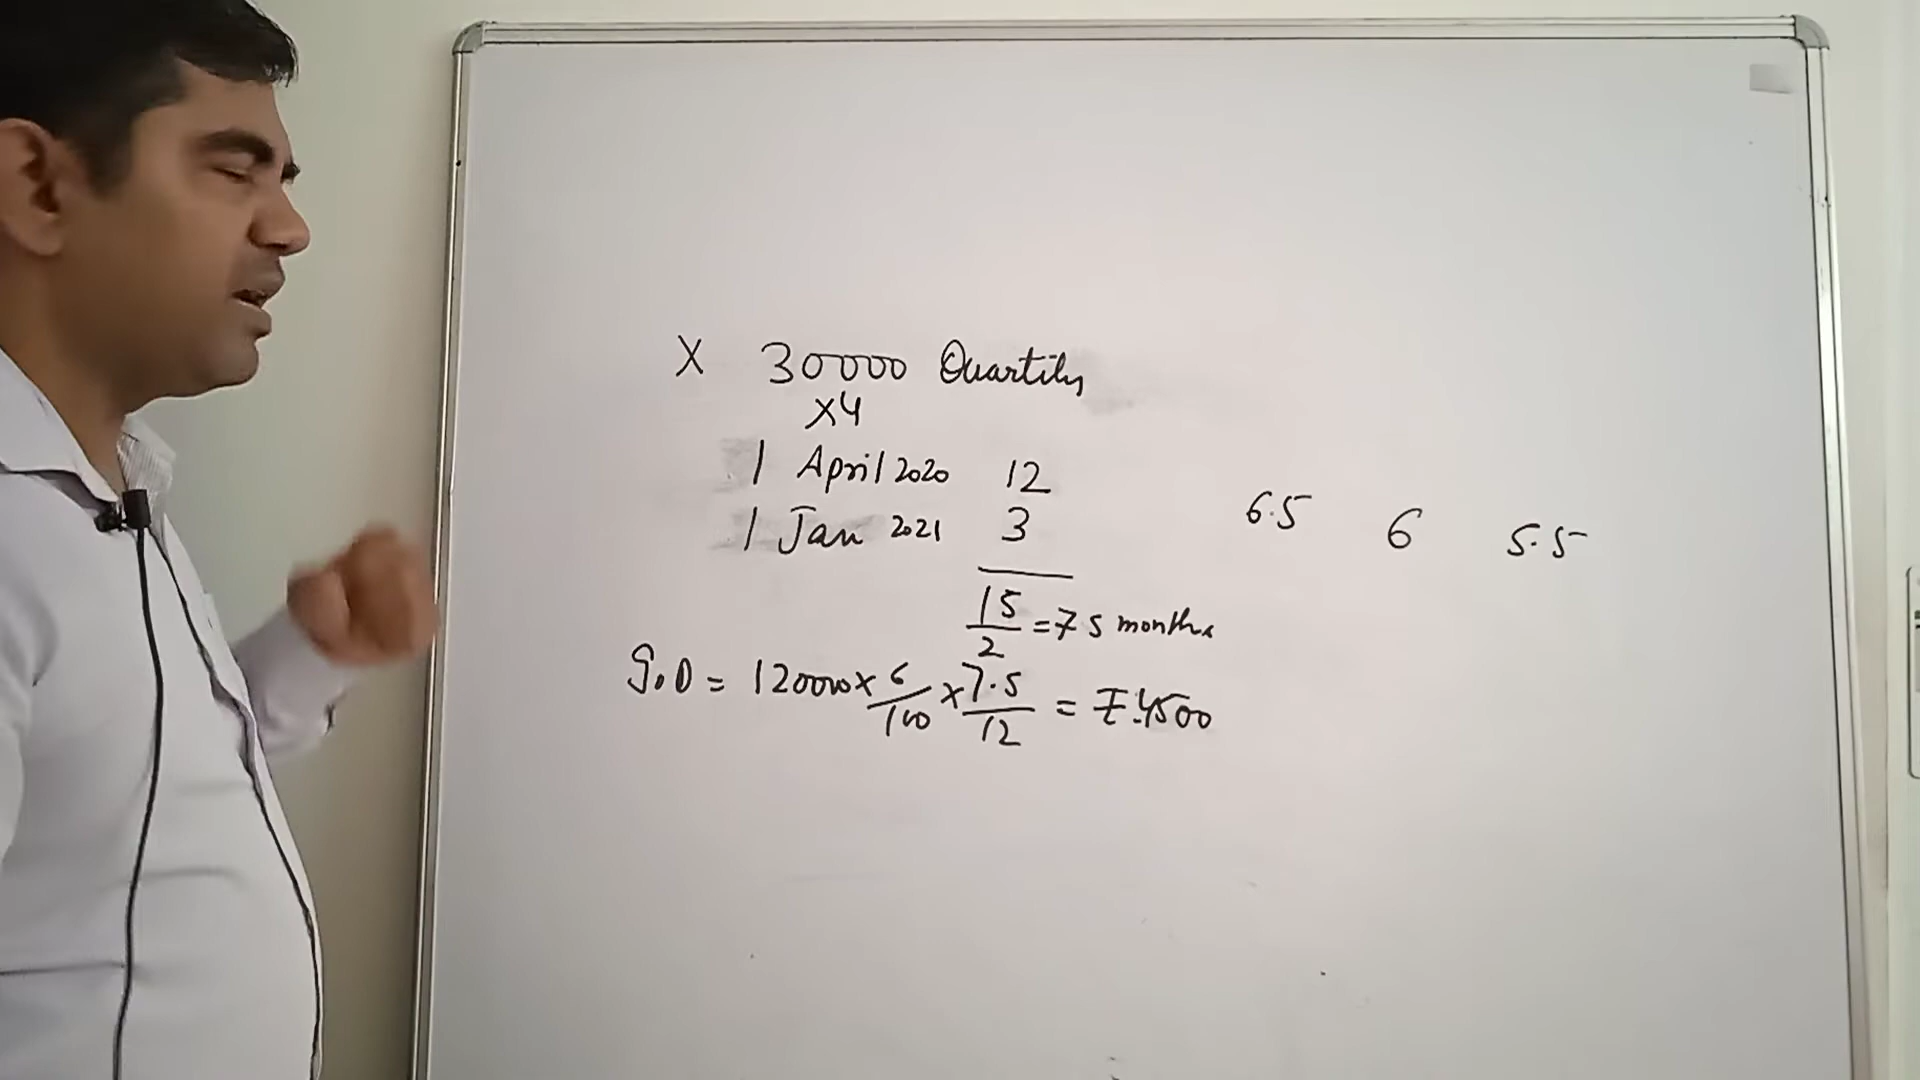 X 30000 Quartily
x4
1 April 2020 12
1 Jan 2021 3
6.5 6 5.5
15/2 = 7.5 months
I.O.D = 120000 x 6/100 x 7.5/12 = ₹4500